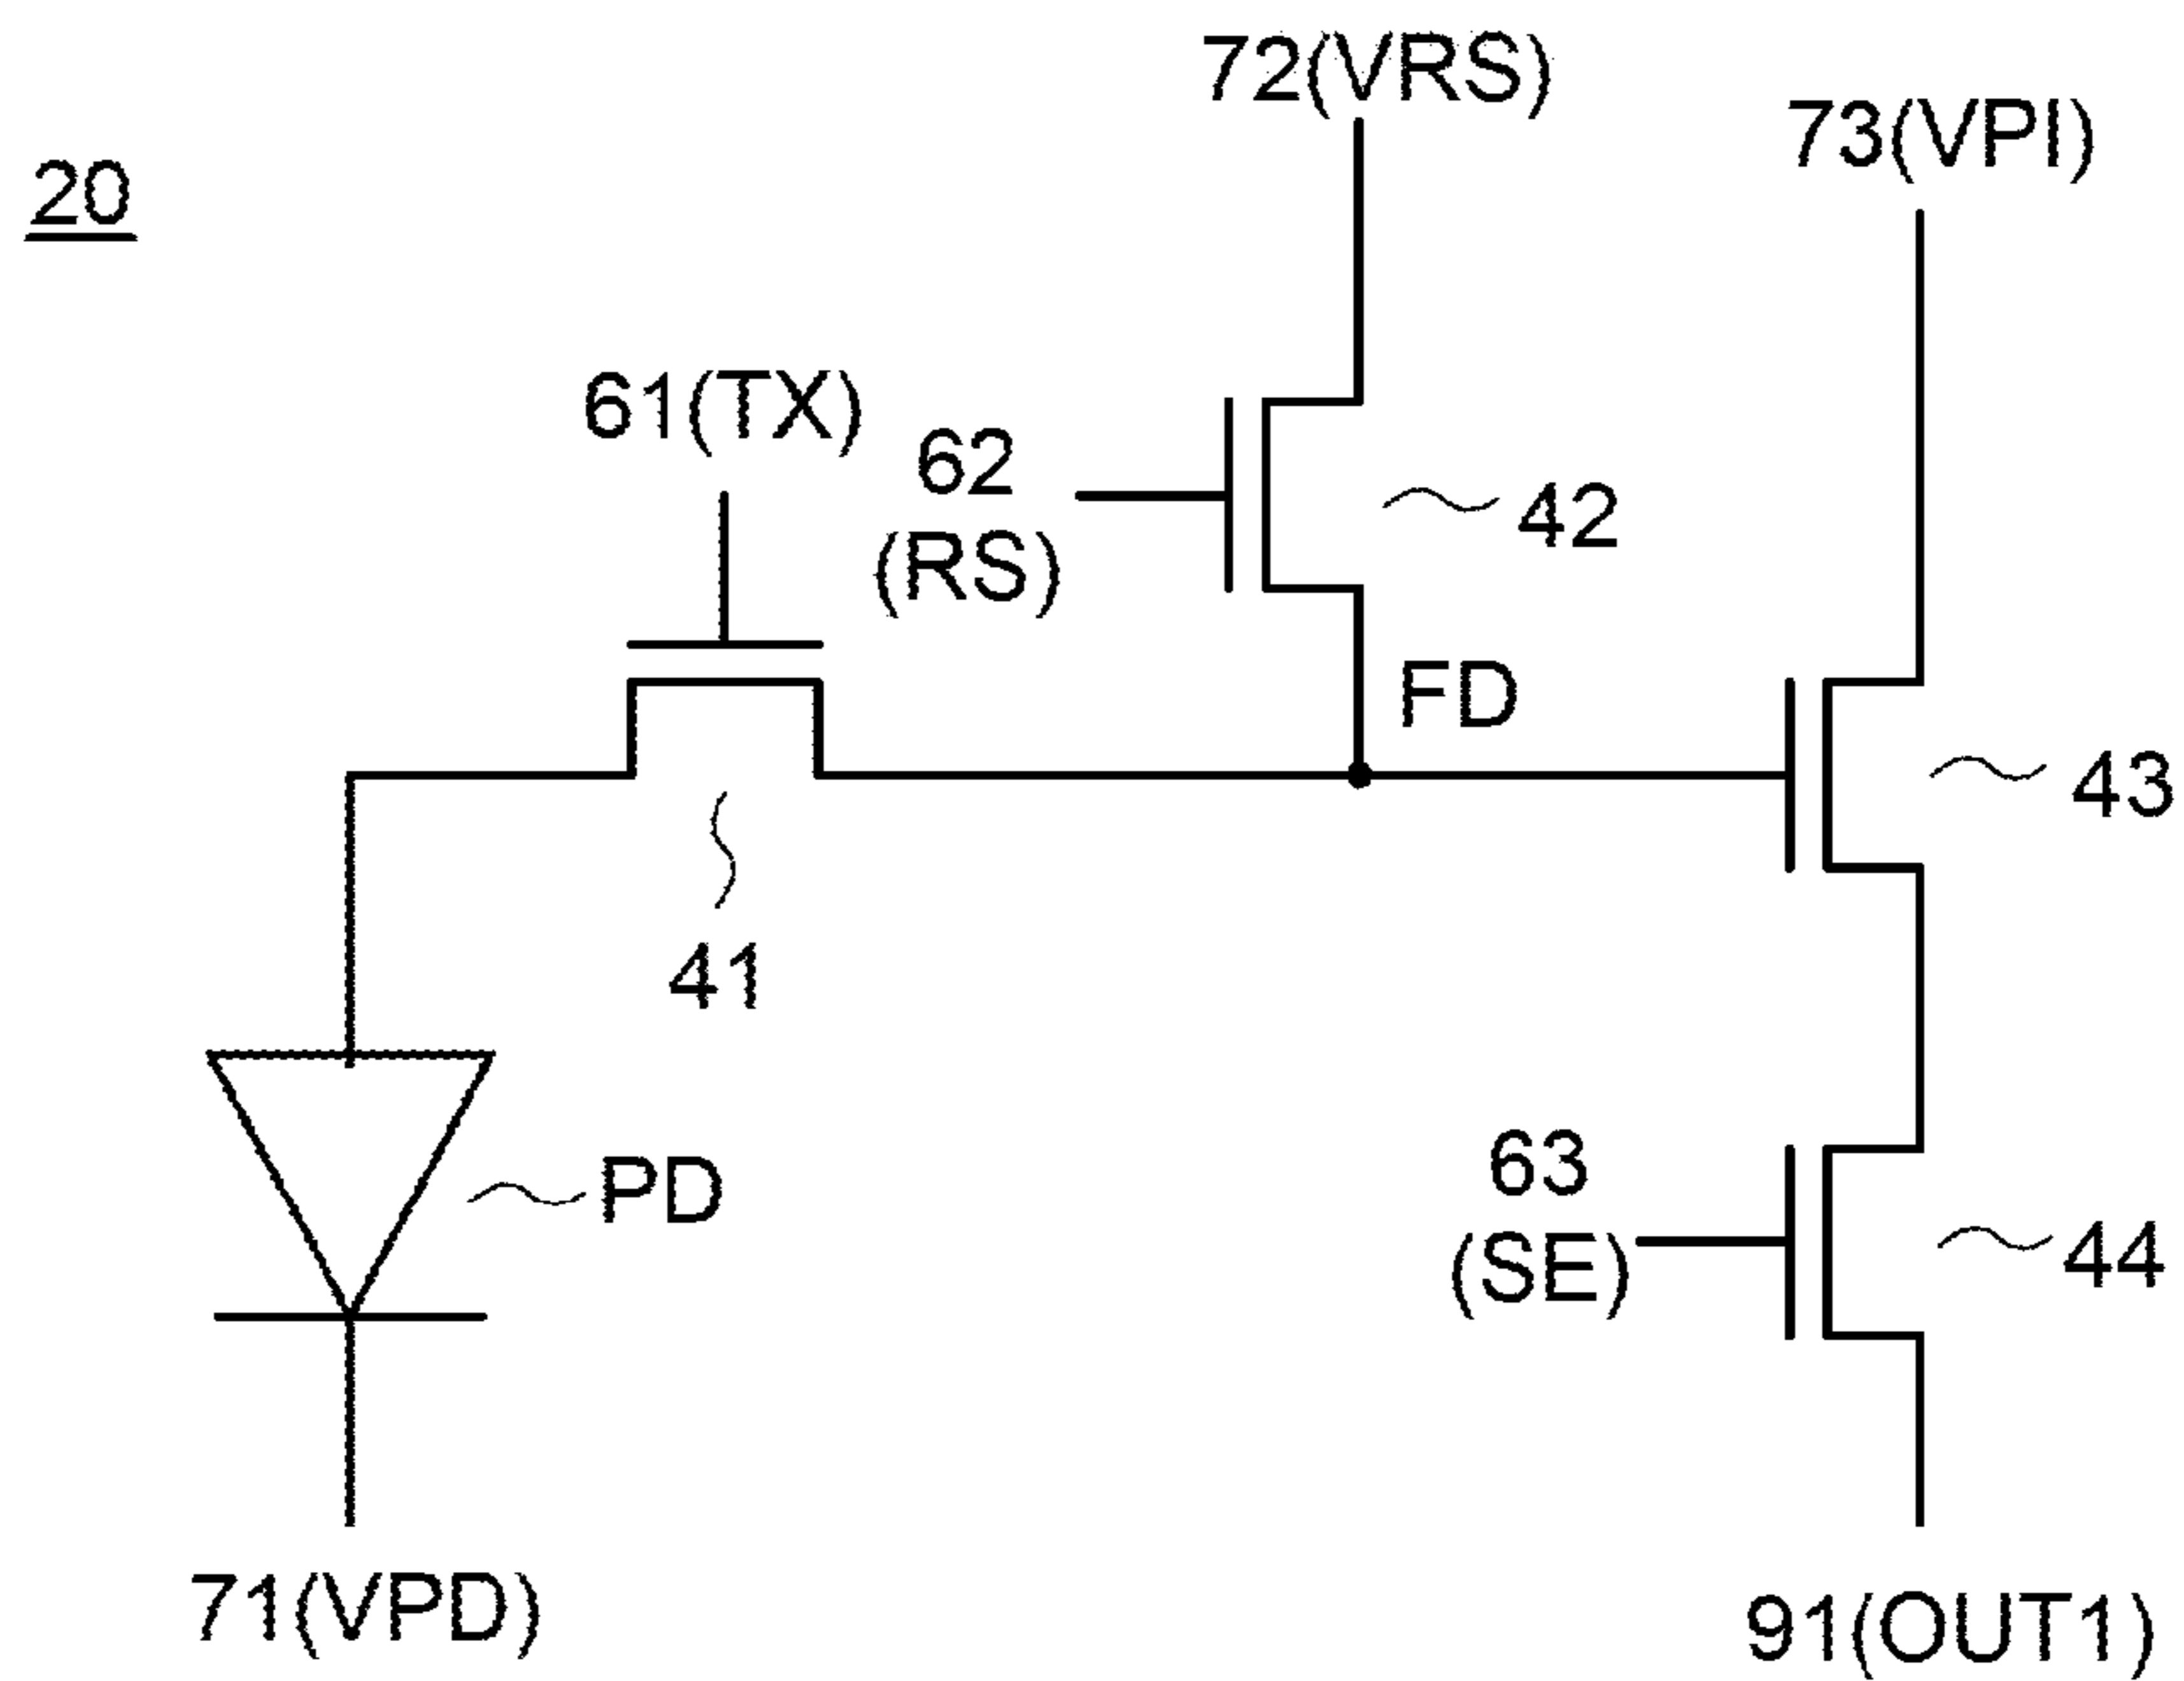 72(VRS)
73(VPI)
20
61(TX)
62
(RS)
42
FD
43
41
PD
63
(SE)
44
71(VPD)
91(OUT1)